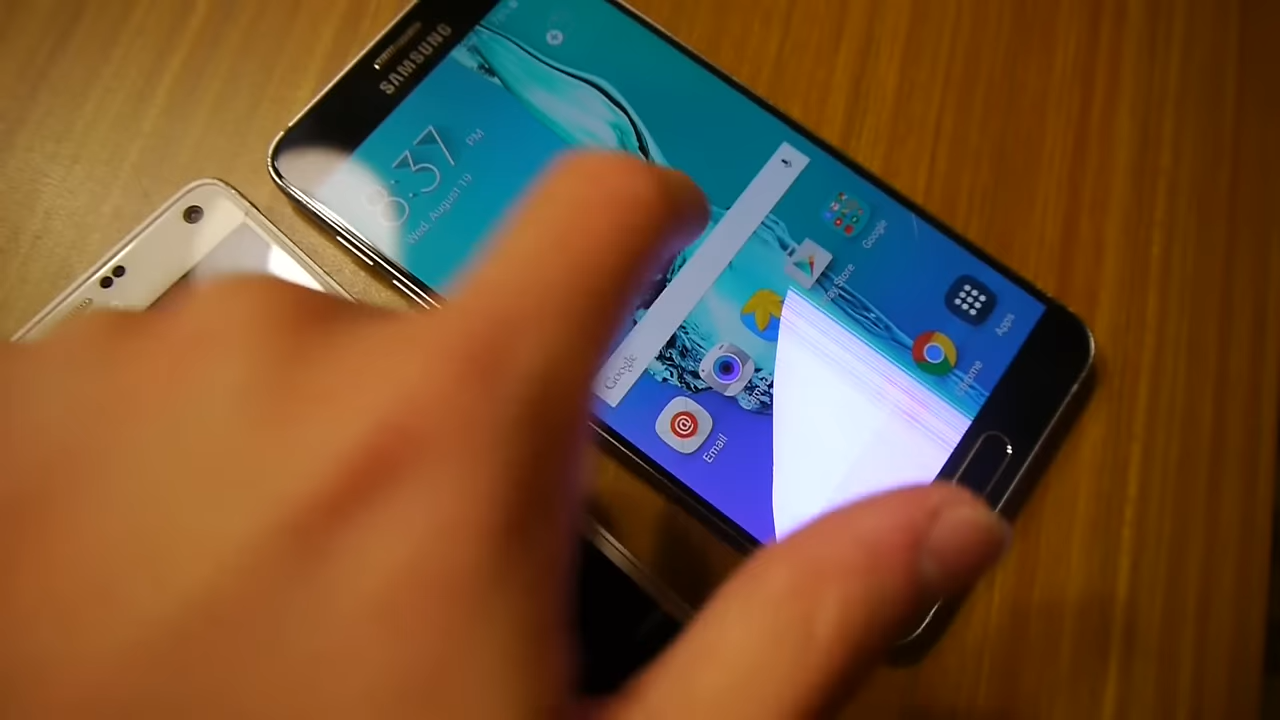 SAMSUNG
8:37 PM
Wed, August 19
Google
Google
Play Store
Apps
Chrome
Email